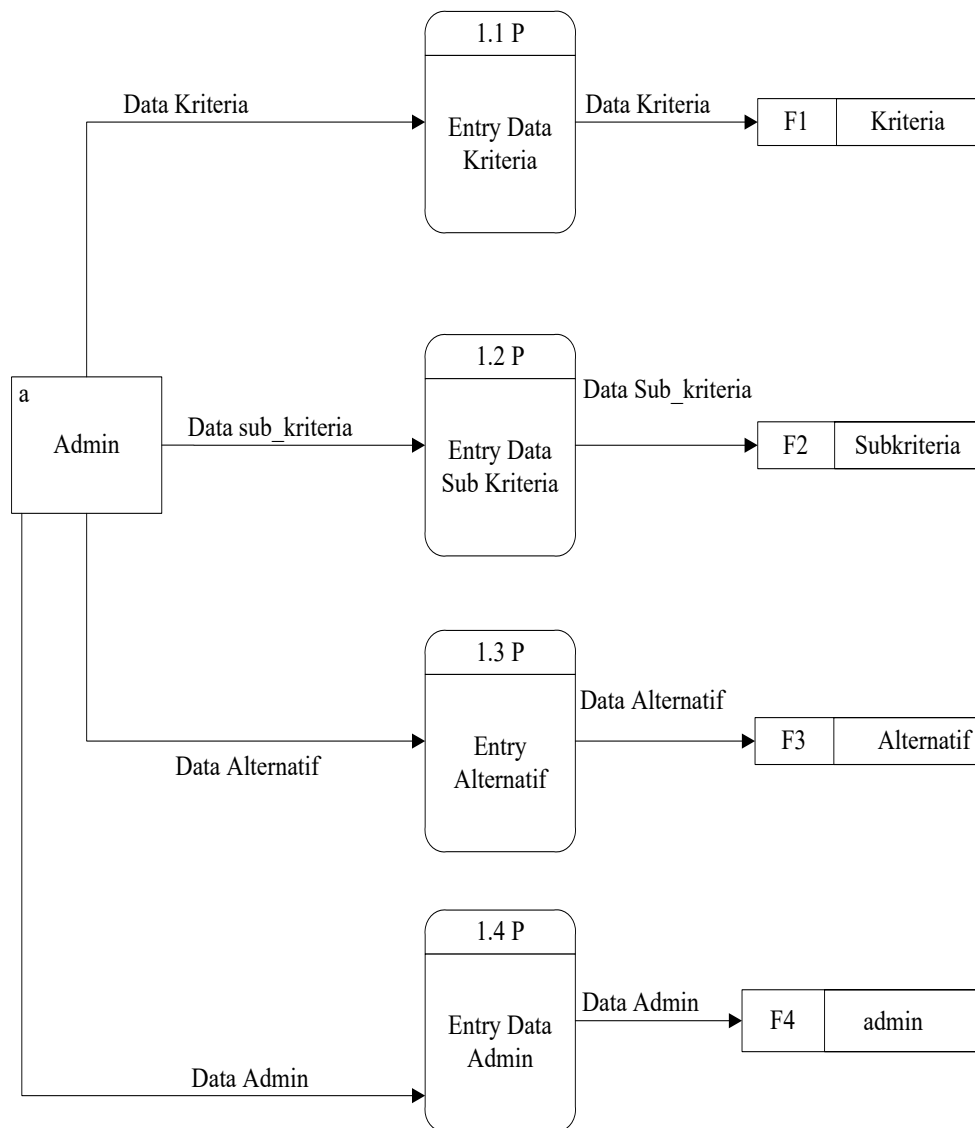 1.1 P
Data Kriteria
Entry Data
Kriteria
Data Kriteria
F1
Kriteria
a
Admin
Data sub_kriteria
1.2 P
Entry Data
Sub Kriteria
Data Sub_kriteria
F2
Subkriteria
1.3 P
Data Alternatif
Entry
Alternatif
Data Alternatif
F3
Alternatif
1.4 P
Data Admin
Entry Data
Admin
Data Admin
F4
admin